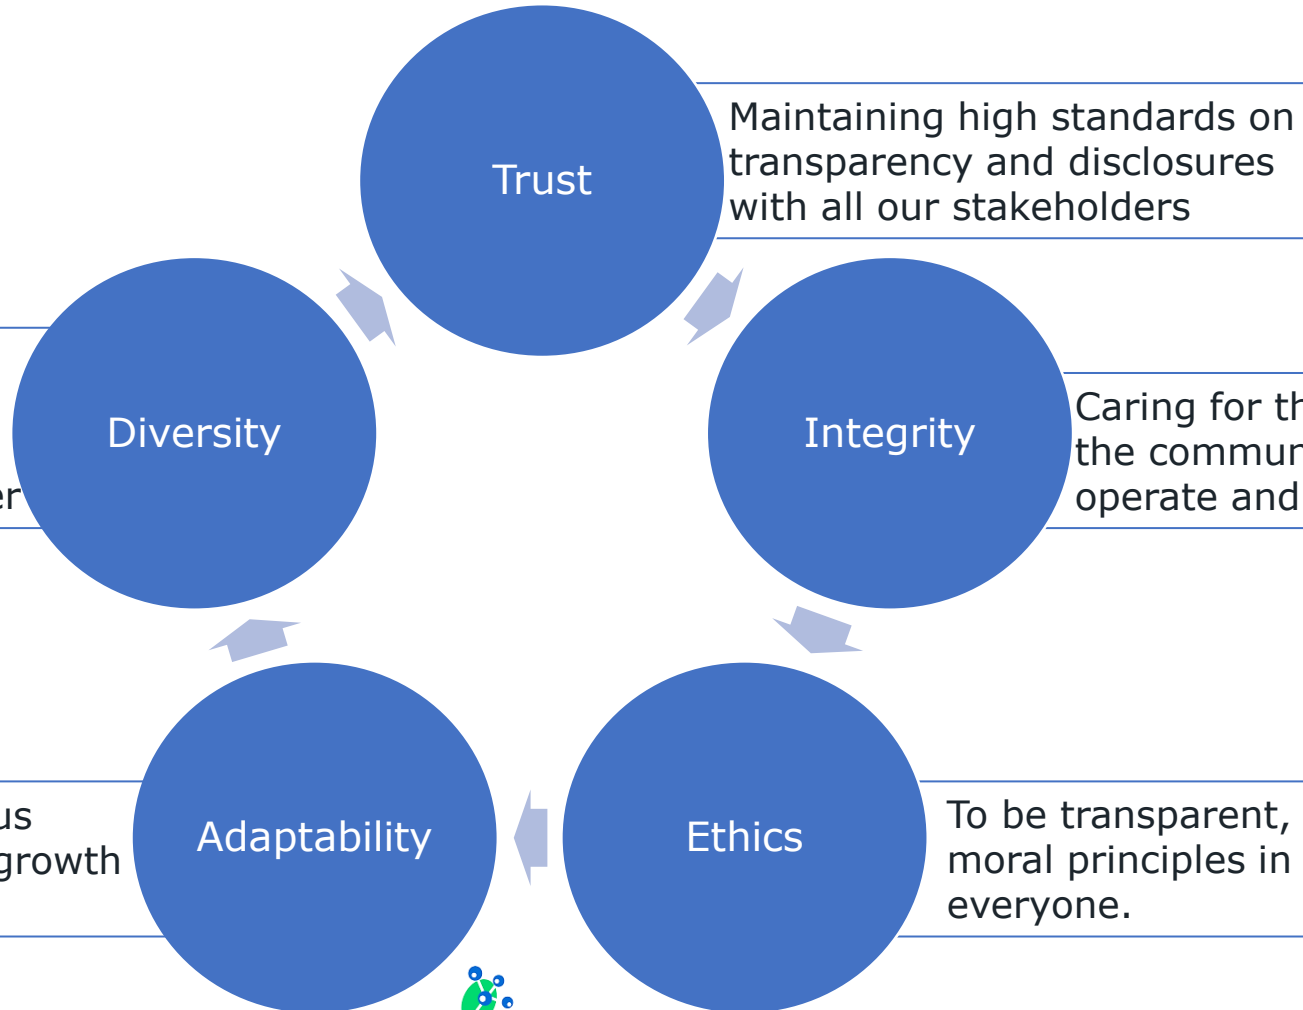 Trust
Maintaining high standards on
transparency and disclosures
with all our stakeholders
Diversity
Integrity
Caring for
the
operate and
Adaptability
growth
Ethics
To be transparent,
moral principles in
everyone.